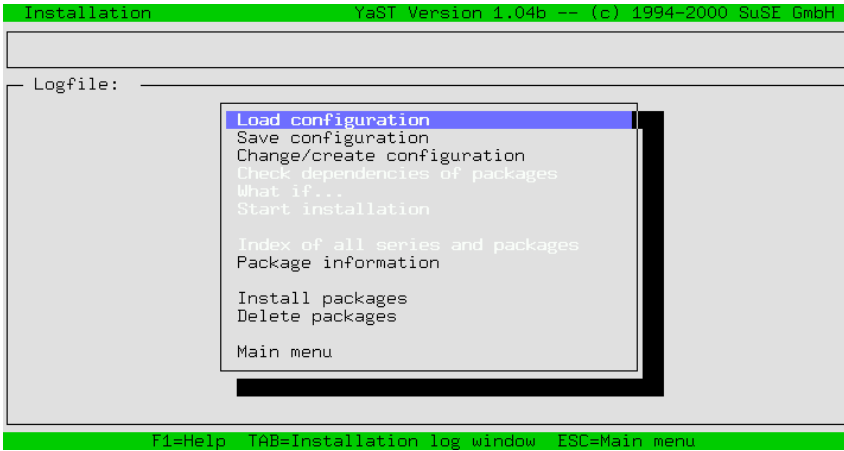 Installation YaST Version 1.04b -- (c) 1994-2000 SuSE GmbH
Logfile:
Load configuration
Save configuration
Change/create configuration
Check dependencies of packages
What if...
Start installation
Index of all series and packages
Package information
Install packages
Delete packages
Main menu
F1=Help TAB=Installation log window ESC=Main menu